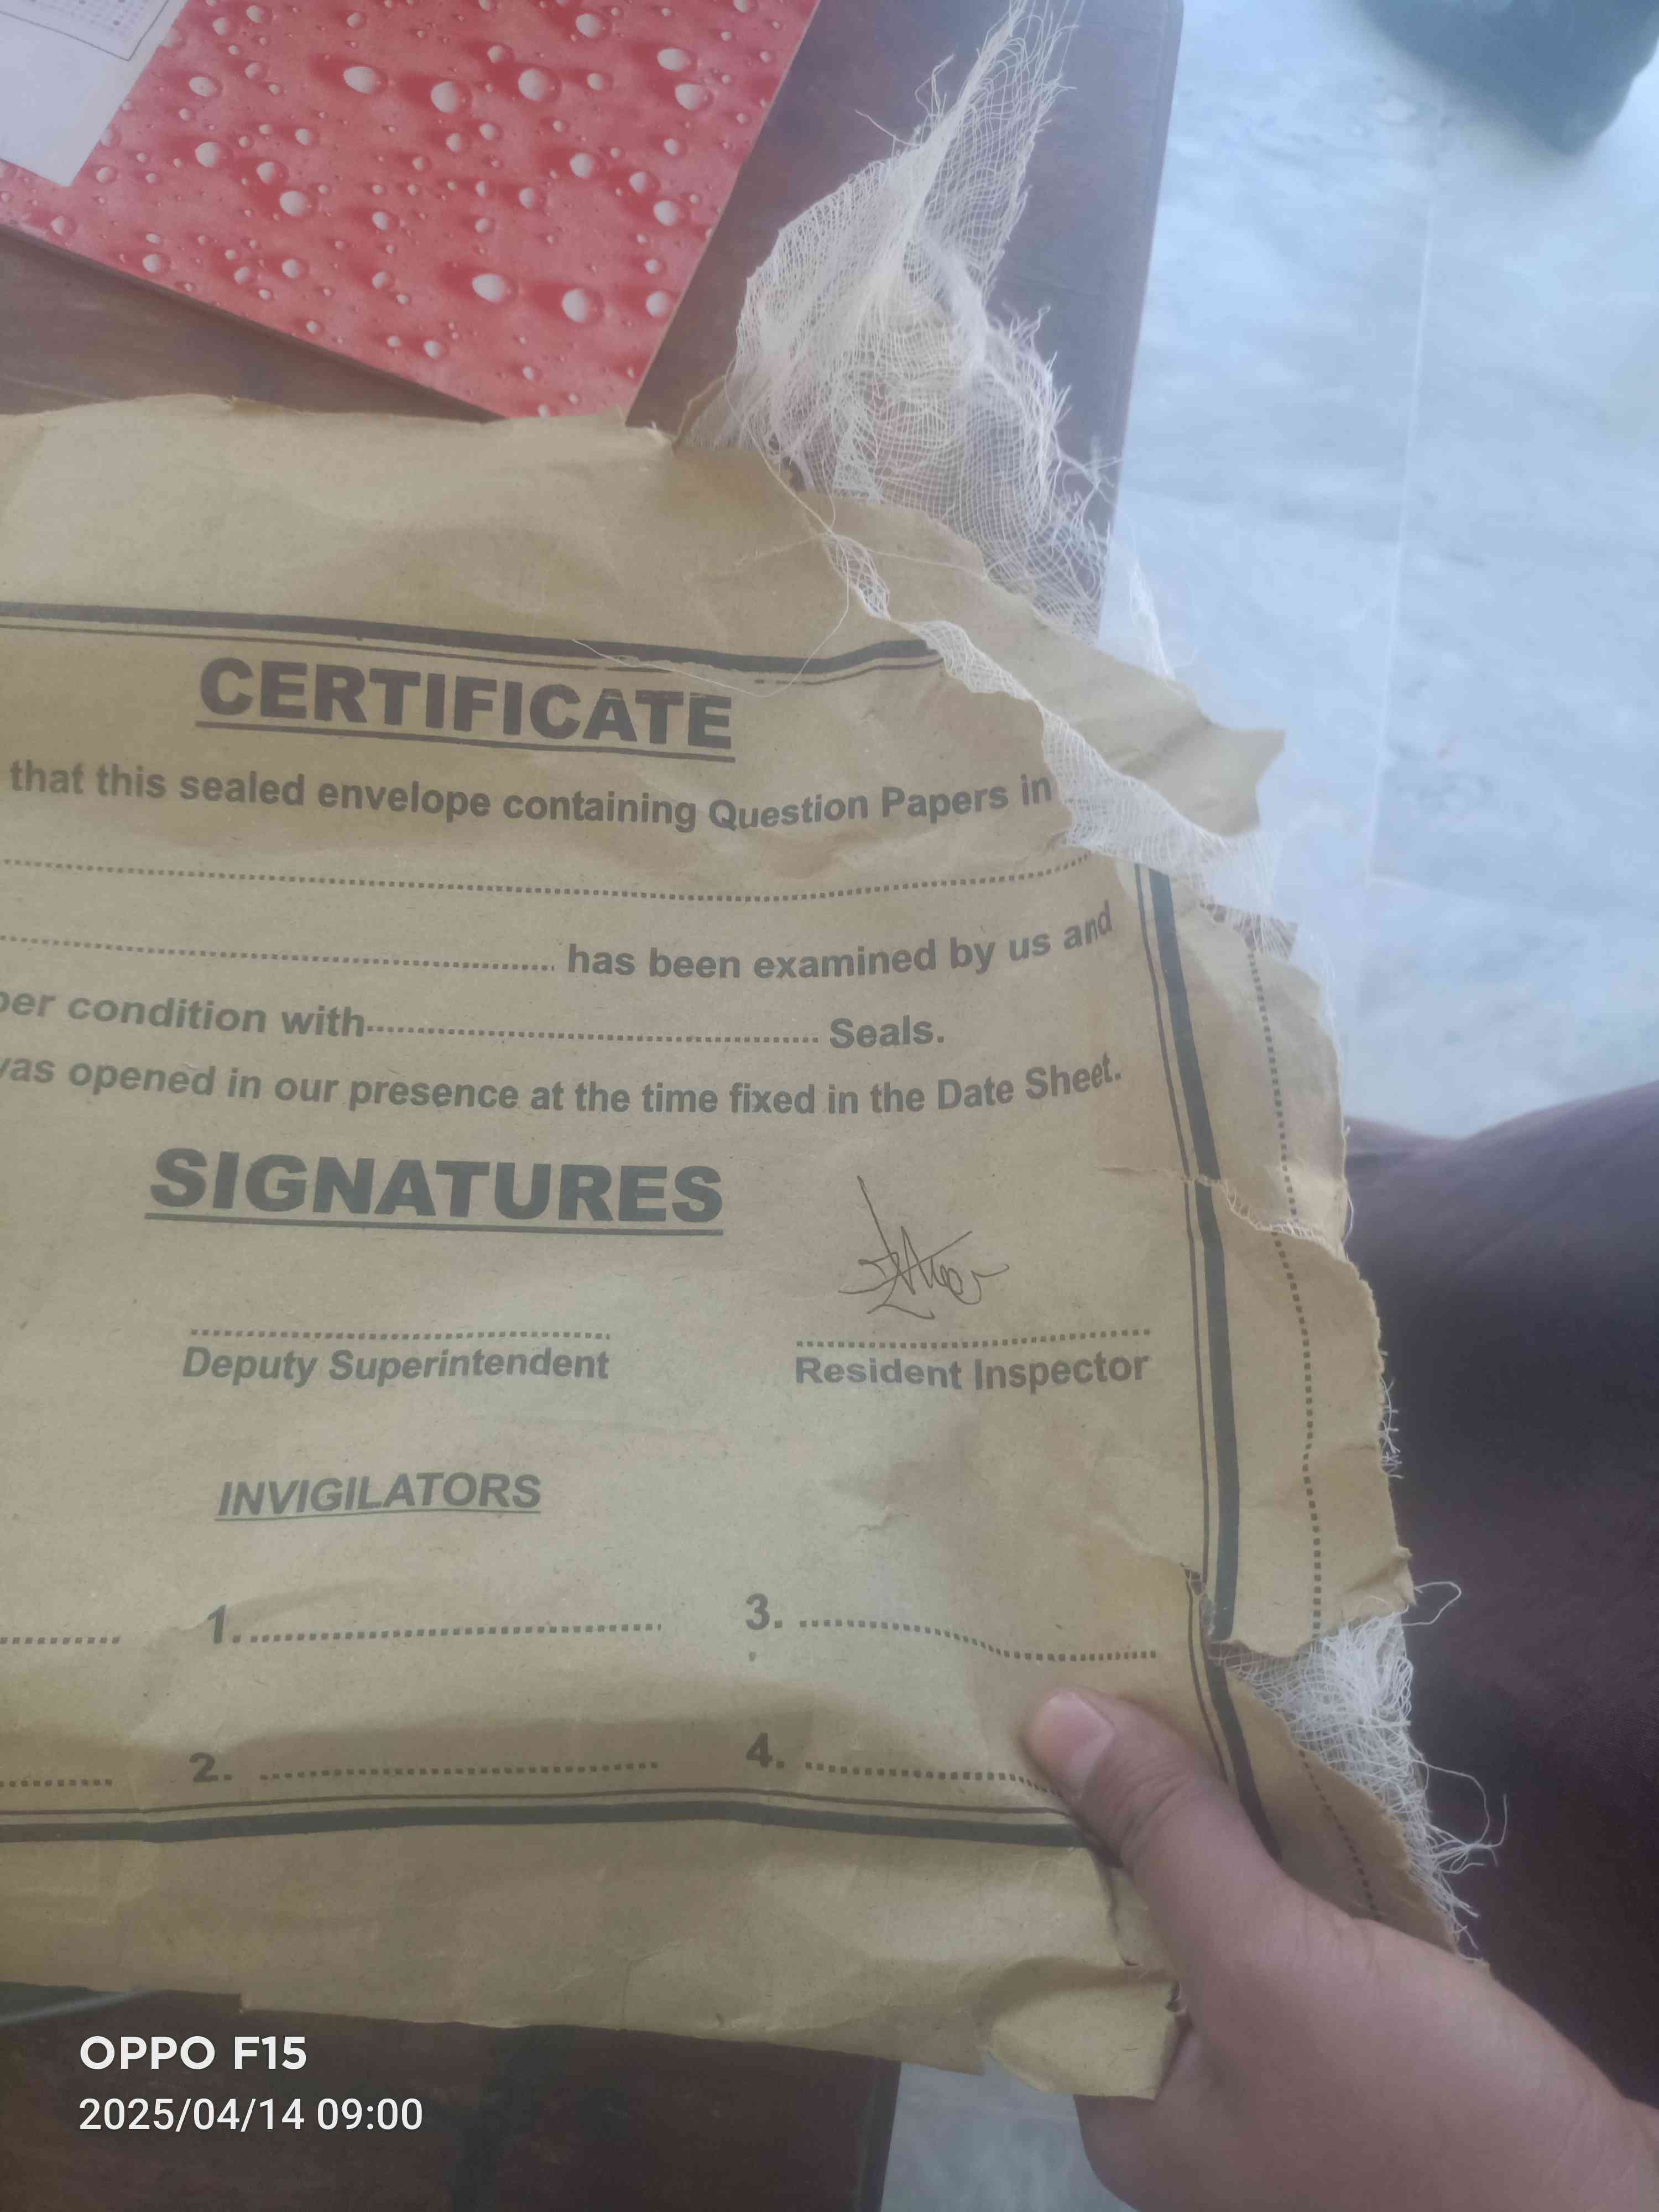 CERTIFICATE
that this sealed envelope containing Question Papers in
has been examined by us and
per condition with.................................................. Seals.
was opened in our presence at the time fixed in the Date Sheet.
SIGNATURES
Deputy Superintendent
Resident Inspector
INVIGILATORS
1. 3.
2. 4.
OPPO F15
2025/04/14 09:00